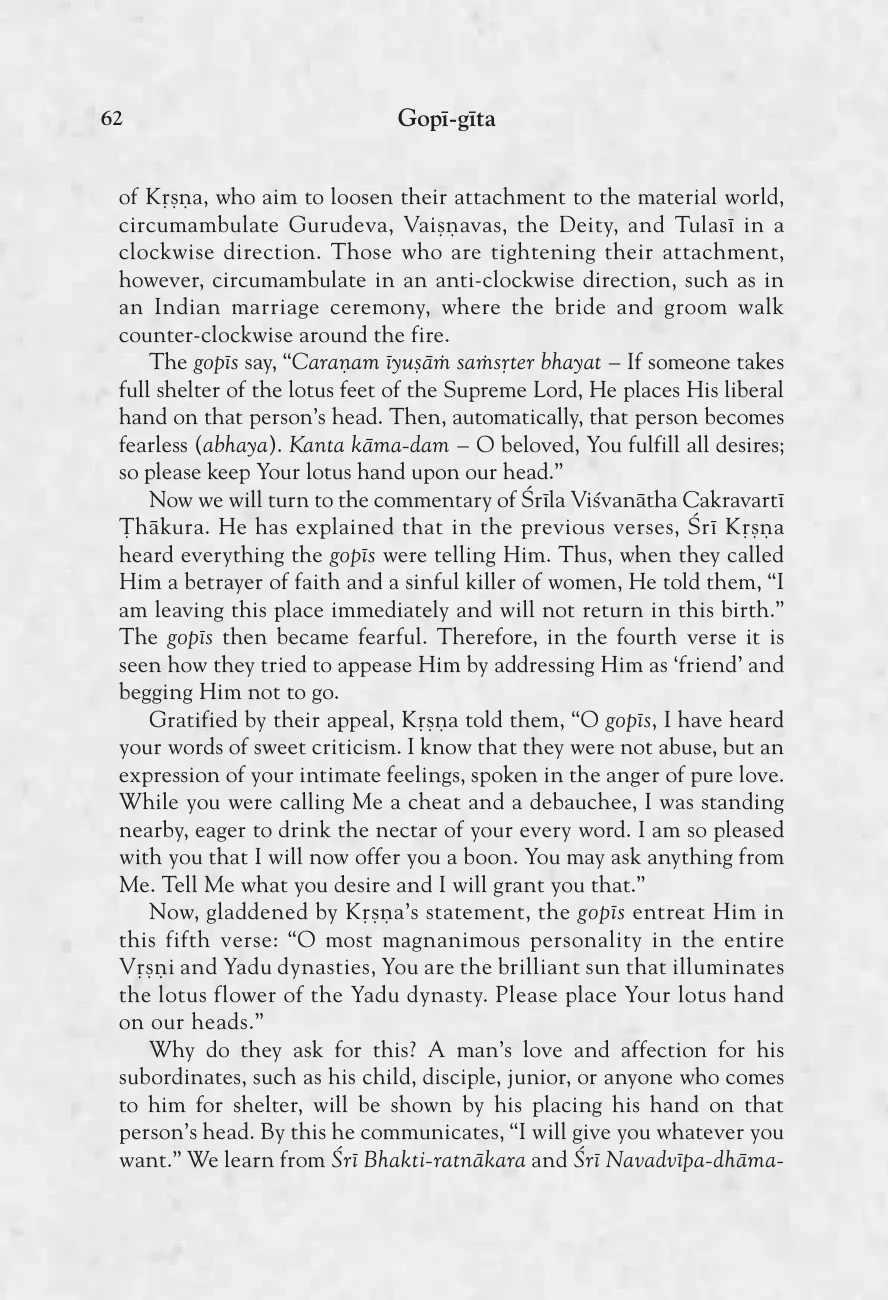 62
Gopī-gīta
of Kṛṣṇa, who aim to loosen their attachment to the material world,
circumambulate Gurudeva, Vaiṣṇavas, the Deity, and Tulasī in a
clockwise direction. Those who are tightening their attachment,
however, circumambulate in an anti-clockwise direction, such as in
an Indian marriage ceremony, where the bride and groom walk
counter-clockwise around the fire.
The gopīs say, “Caraṇam īyuṣāṁ saṁsṛter bhayat – If someone takes
full shelter of the lotus feet of the Supreme Lord, He places His liberal
hand on that person’s head. Then, automatically, that person becomes
fearless (abhaya). Kanta kāma-dam – O beloved, You fulfill all desires;
so please keep Your lotus hand upon our head.”
Now we will turn to the commentary of Śrīla Viśvanātha Cakravartī
Ṭhākura. He has explained that in the previous verses, Śrī Kṛṣṇa
heard everything the gopīs were telling Him. Thus, when they called
Him a betrayer of faith and a sinful killer of women, He told them, “I
am leaving this place immediately and will not return in this birth.”
The gopīs then became fearful. Therefore, in the fourth verse it is
seen how they tried to appease Him by addressing Him as ‘friend’ and
begging Him not to go.
Gratified by their appeal, Kṛṣṇa told them, “O gopīs, I have heard
your words of sweet criticism. I know that they were not abuse, but an
expression of your intimate feelings, spoken in the anger of pure love.
While you were calling Me a cheat and a debauchee, I was standing
nearby, eager to drink the nectar of your every word. I am so pleased
with you that I will now offer you a boon. You may ask anything from
Me. Tell Me what you desire and I will grant you that.”
Now, gladdened by Kṛṣṇa’s statement, the gopīs entreat Him in
this fifth verse: “O most magnanimous personality in the entire
Vṛṣṇi and Yadu dynasties, You are the brilliant sun that illuminates
the lotus flower of the Yadu dynasty. Please place Your lotus hand
on our heads.”
Why do they ask for this? A man’s love and affection for his
subordinates, such as his child, disciple, junior, or anyone who comes
to him for shelter, will be shown by his placing his hand on that
person’s head. By this he communicates, “I will give you whatever you
want.” We learn from Śrī Bhakti-ratnākara and Śrī Navadvīpa-dhāma-